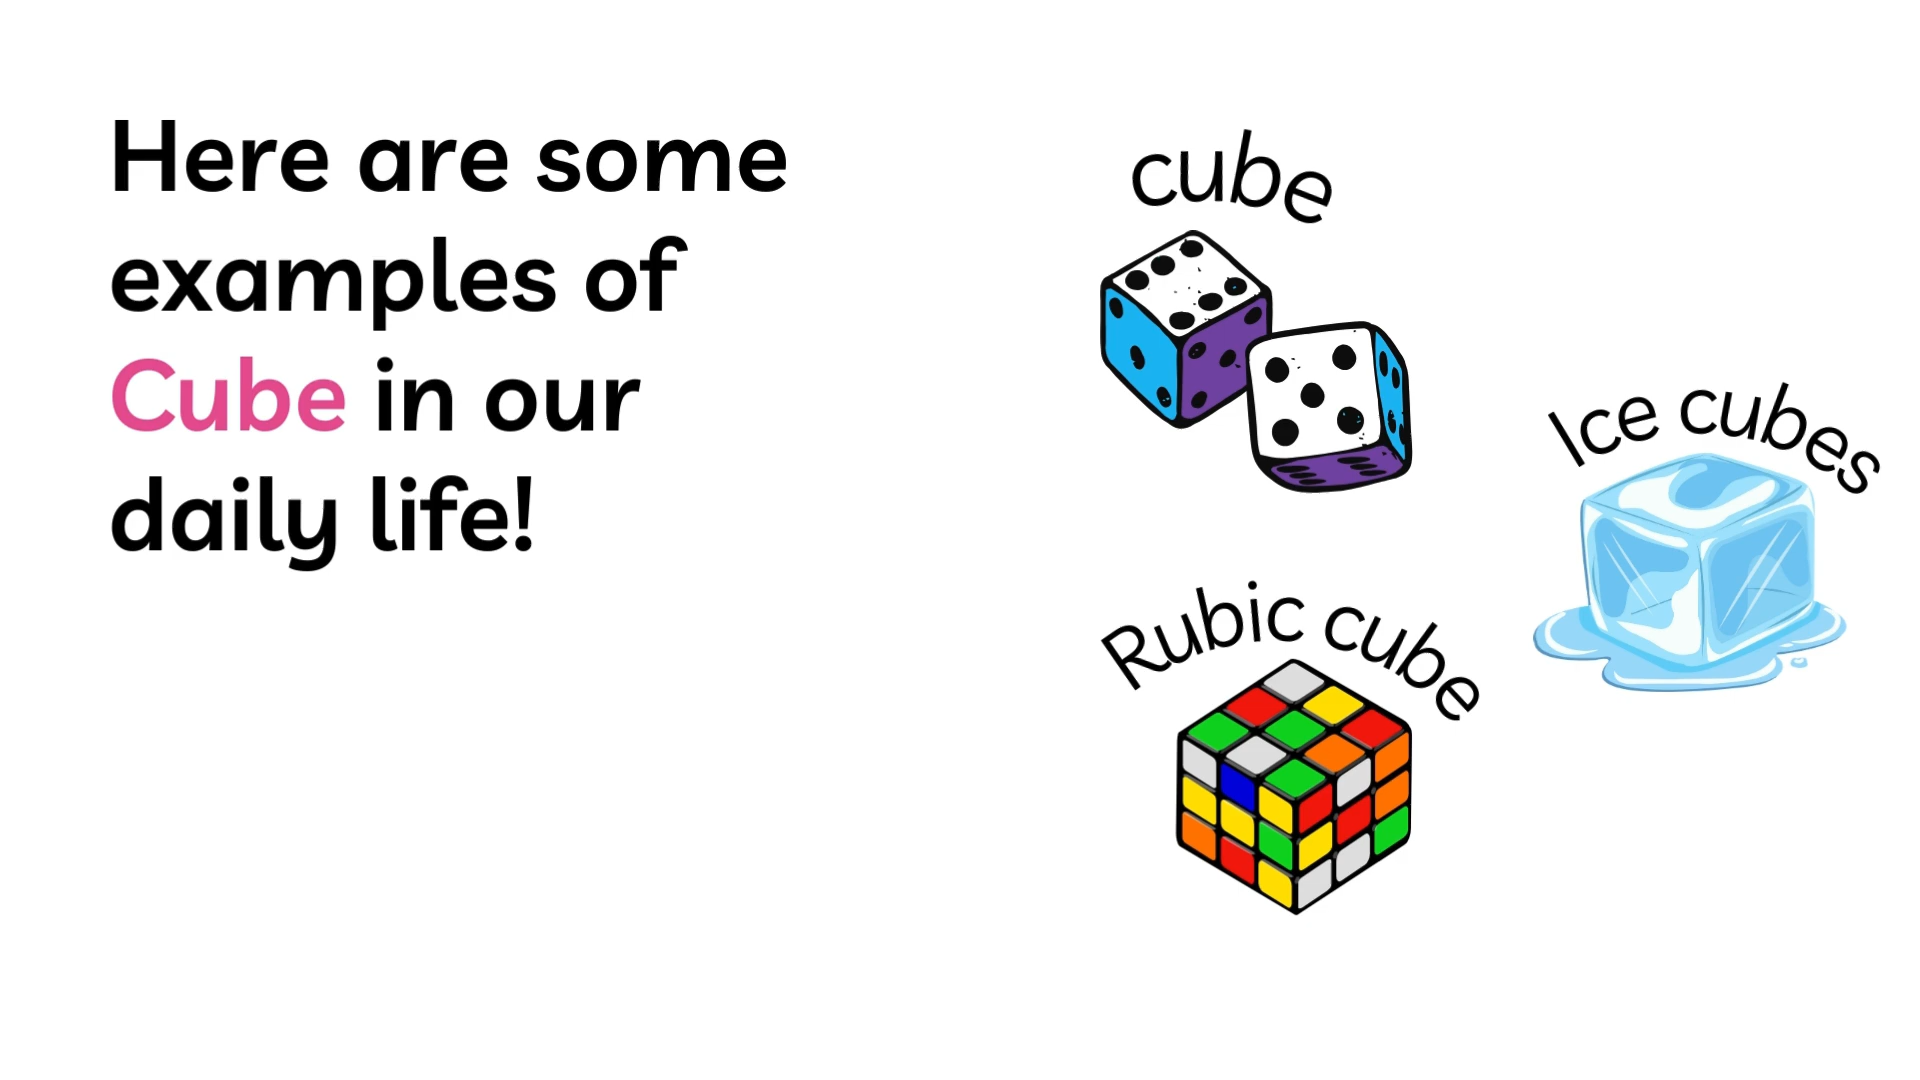 Here are some
examples of
Cube in our
daily life!
cube
Ice cubes
Rubic cube